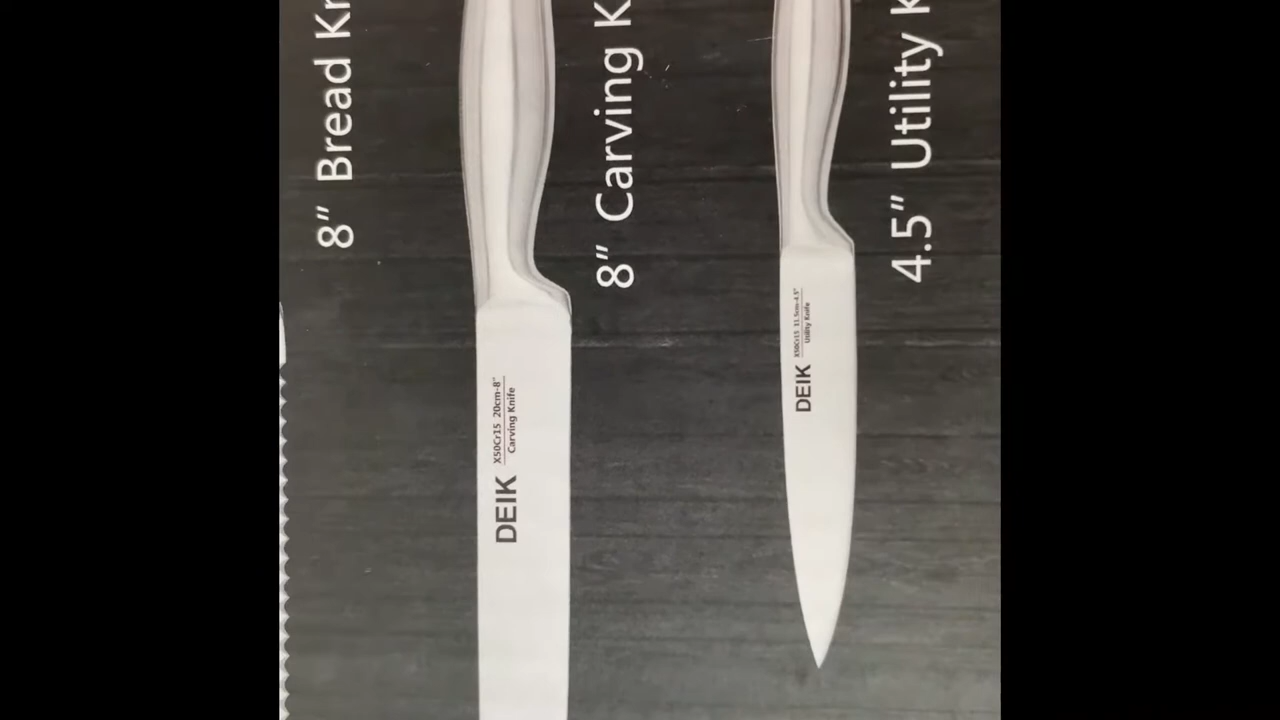 8″ Bread Kn
DEIK
X50Cr15 20cm-8"
Carving Knife
8″ Carving K
DEIK
X50Cr15 11.5cm-4.5"
Utility Knife
4.5″ Utility K